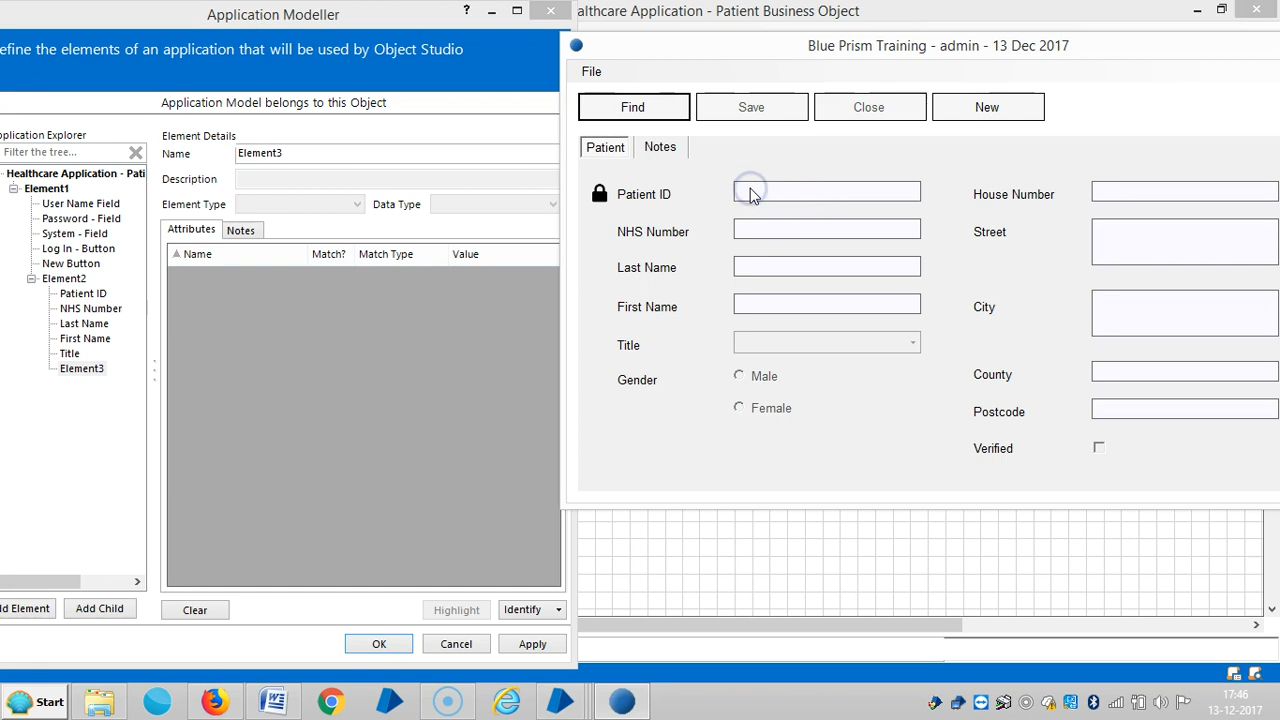 Application Modeller
?
efine the elements of an application that will be used by Object Studio
Application Model belongs to this Object
pplication Explorer
Filter the tree...
Healthcare Application - Pati
Element1
User Name Field
Password - Field
System - Field
Log In - Button
New Button
Element2
Patient ID
NHS Number
Last Name
First Name
Title
Element3
dd Element
Add Child
Element Details
Name
Element3
Description
Element Type
Data Type
Attributes
Notes
Name
Match?
Match Type
Value
Clear
Highlight
Identify
OK
Cancel
Apply
althcare Application - Patient Business Object
Blue Prism Training - admin - 13 Dec 2017
File
Find
Save
Close
New
Patient
Notes
Patient ID
NHS Number
Last Name
First Name
Title
Gender
Male
Female
House Number
Street
City
County
Postcode
Verified
Start
17:46
13-12-2017